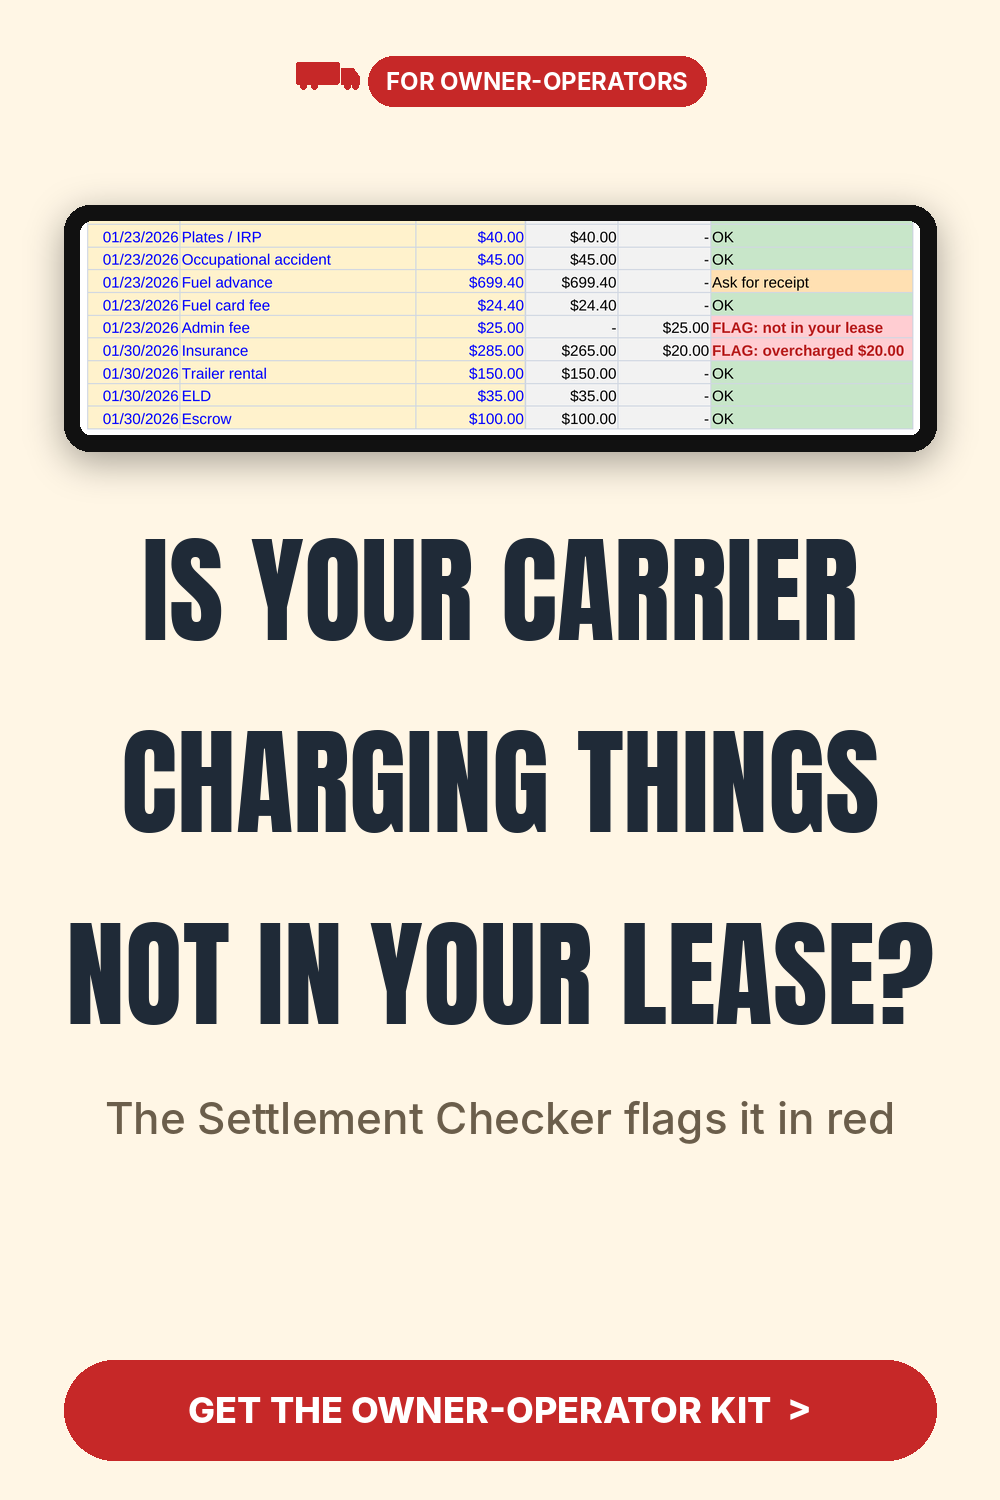 FOR OWNER-OPERATORS
01/23/2026 Plates / IRP $40.00 $40.00 - OK
01/23/2026 Occupational accident $45.00 $45.00 - OK
01/23/2026 Fuel advance $699.40 $699.40 - Ask for receipt
01/23/2026 Fuel card fee $24.40 $24.40 - OK
01/23/2026 Admin fee $25.00 - $25.00 FLAG: not in your lease
01/30/2026 Insurance $285.00 $265.00 $20.00 FLAG: overcharged $20.00
01/30/2026 Trailer rental $150.00 $150.00 - OK
01/30/2026 ELD $35.00 $35.00 - OK
01/30/2026 Escrow $100.00 $100.00 - OK
IS YOUR CARRIER
CHARGING THINGS
NOT IN YOUR LEASE?
The Settlement Checker flags it in red
GET THE OWNER-OPERATOR KIT >